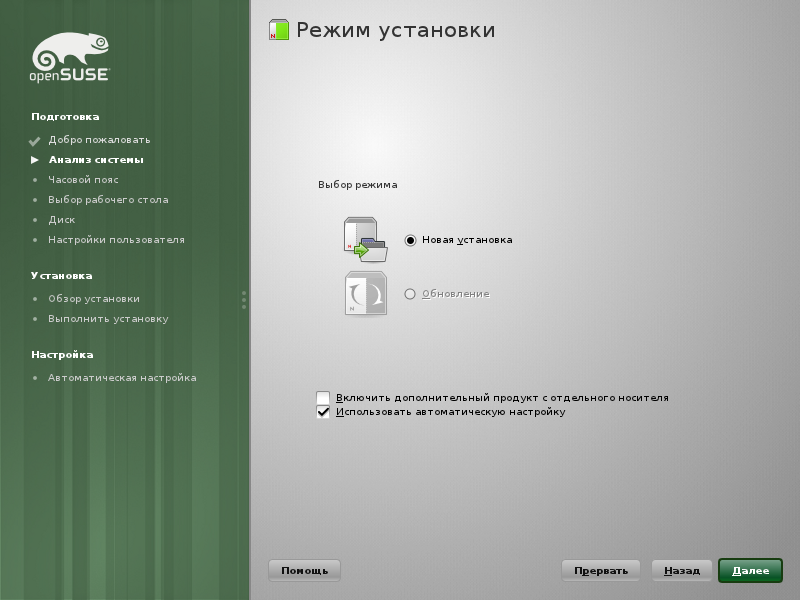 openSUSE
Подготовка
Добро пожаловать
Анализ системы
Часовой пояс
Выбор рабочего стола
Диск
Настройки пользователя
Установка
Обзор установки
Выполнить установку
Настройка
Автоматическая настройка
Режим установки
Выбор режима
Новая установка
Обновление
Включить дополнительный продукт с отдельного носителя
Использовать автоматическую настройку
Помощь
Прервать
Назад
Далее